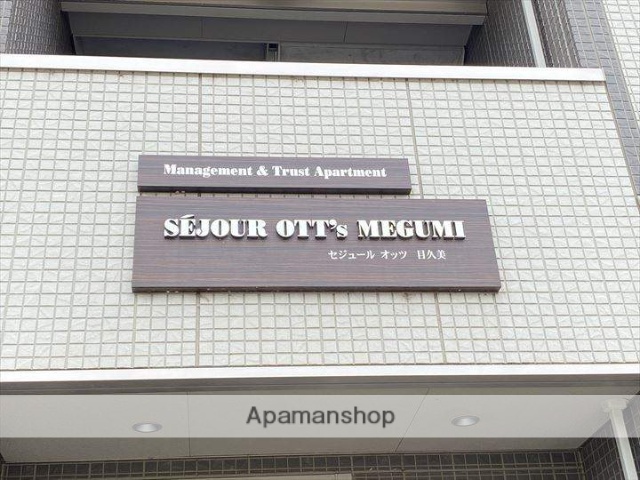 Management & Trust Apartment
SÉJOUR OTT's MEGUMI
セジュール オッツ 目久美
Apamanshop